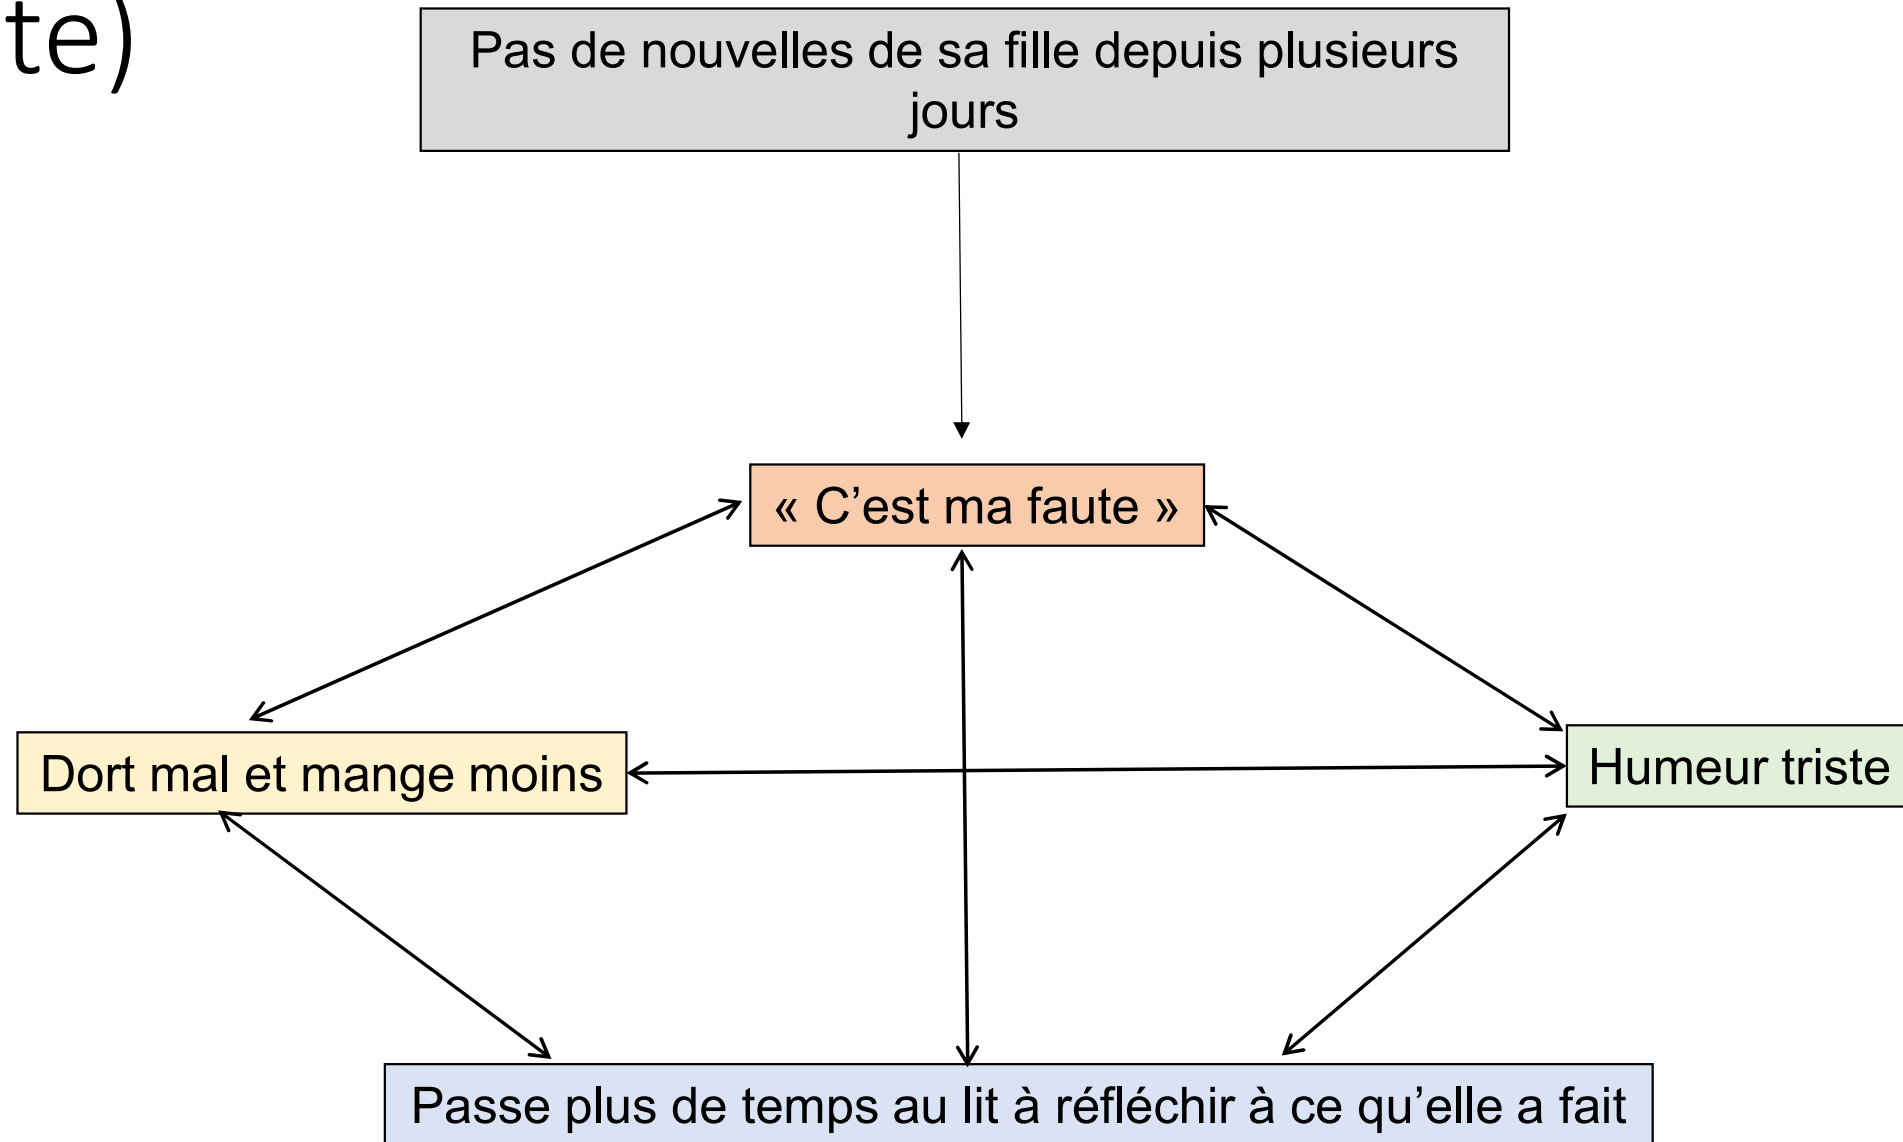 te)
Pas de nouvelles de sa fille depuis plusieurs
jours
« C’est ma faute »
Dort mal et mange moins
Humeur triste
Passe plus de temps au lit à réfléchir à ce qu’elle a fait